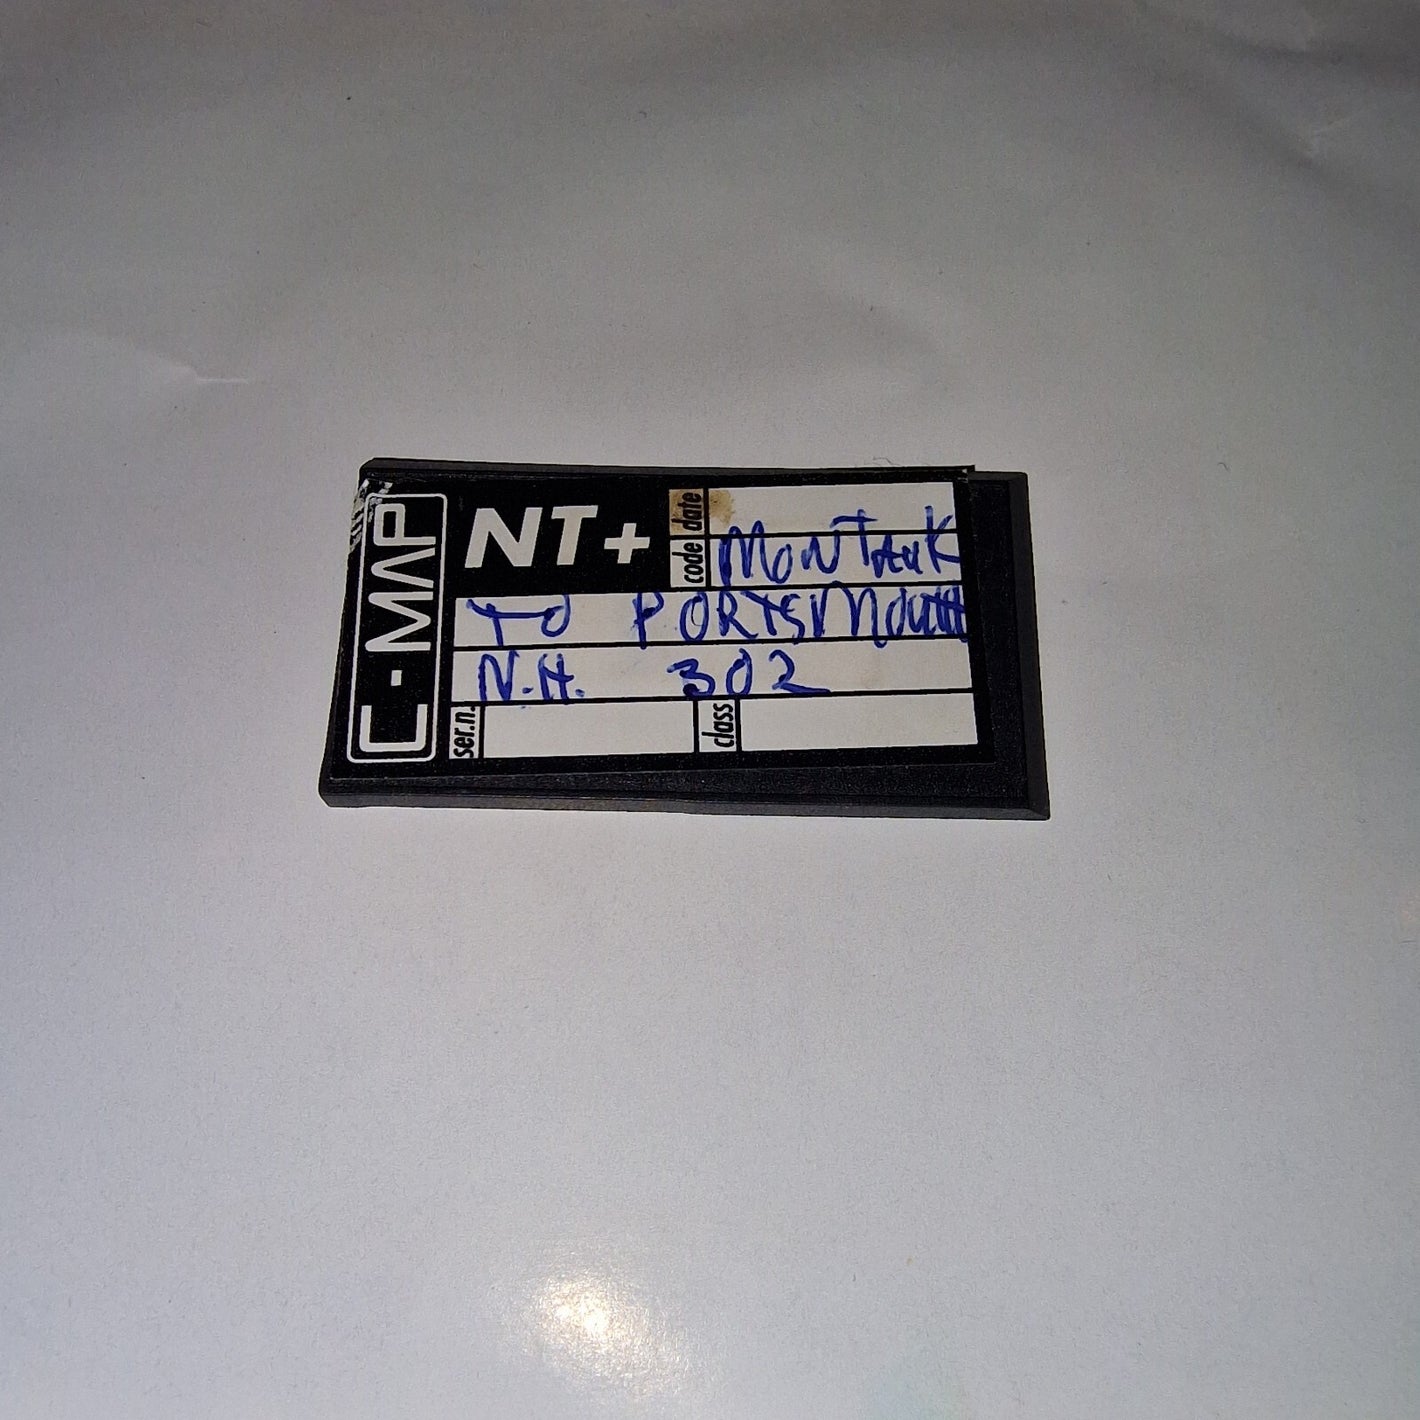 C-MAP
NT+
date
code MONTAUK
TO PORTSMOUTH
N.H. 302
ser.n.
class